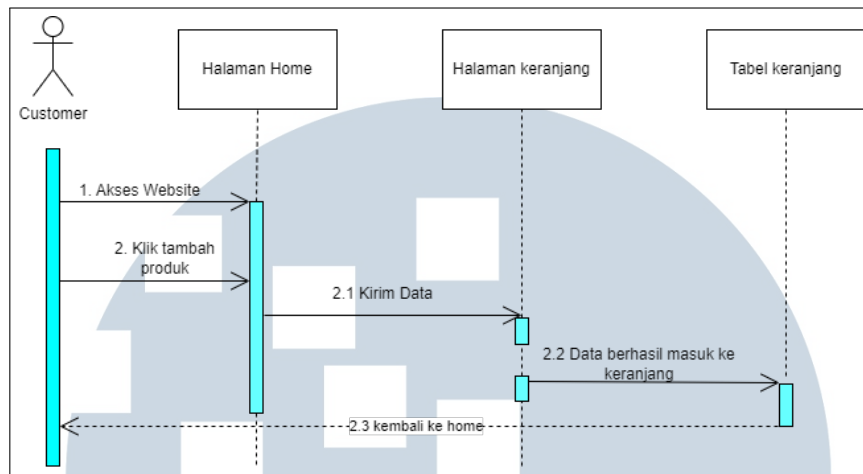 Customer
Halaman Home
Halaman keranjang
Tabel keranjang
1. Akses Website
2. Klik tambah
produk
2.1 Kirim Data
2.2 Data berhasil masuk ke
keranjang
2.3 kembali ke home